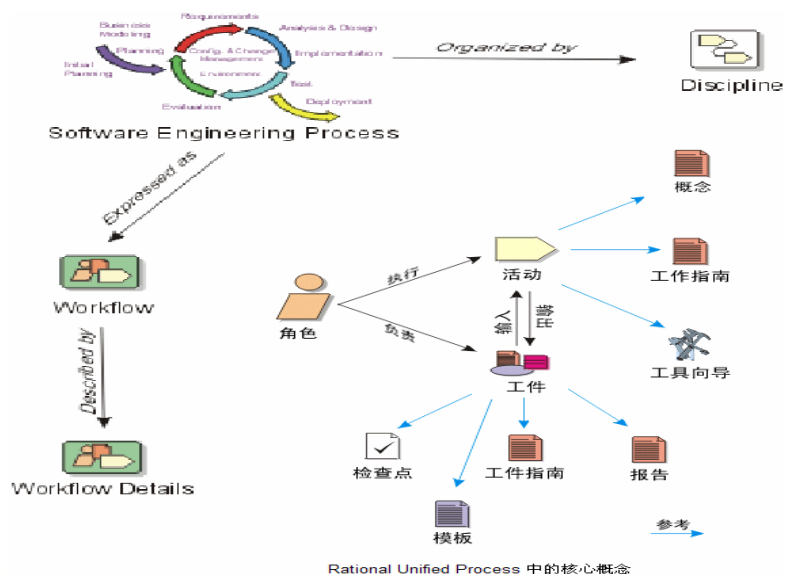 Requirements
Business
Modeling
Analysis & Design
Planning
Config. & Change
Management
Implementation
Initial
Planning
Environment
Test
Evaluation
Deployment
Software Engineering Process
Organized by
Discipline
Expressed as
Workflow
Described by
Workflow Details
角色
执行
负责
活动
输入
输出
工件
概念
工作指南
工具向导
检查点
工件指南
报告
模板
参考
Rational Unified Process 中的核心概念